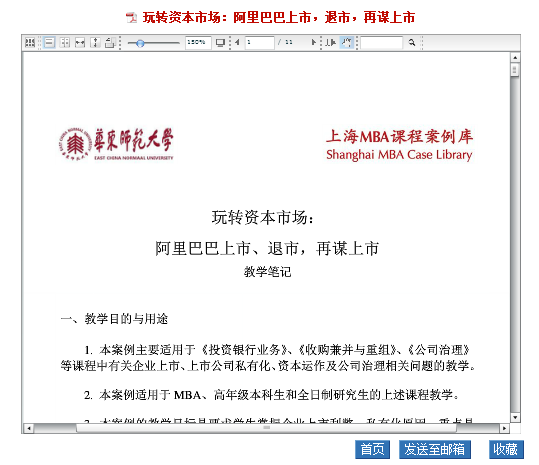 玩转资本市场：阿里巴巴上市，退市，再谋上市
150% 1 / 11
華東師範大學
EAST CHINA NORMAAL UNIVERSITY
上海MBA课程案例库
Shanghai MBA Case Library
玩转资本市场：
阿里巴巴上市、退市，再谋上市
教学笔记
一、教学目的与用途
1. 本案例主要适用于《投资银行业务》、《收购兼并与重组》、《公司治理》
等课程中有关企业上市、上市公司私有化、资本运作及公司治理相关问题的教学。
2. 本案例适用于 MBA、高年级本科生和全日制研究生的上述课程教学。
首页 发送至邮箱 收藏